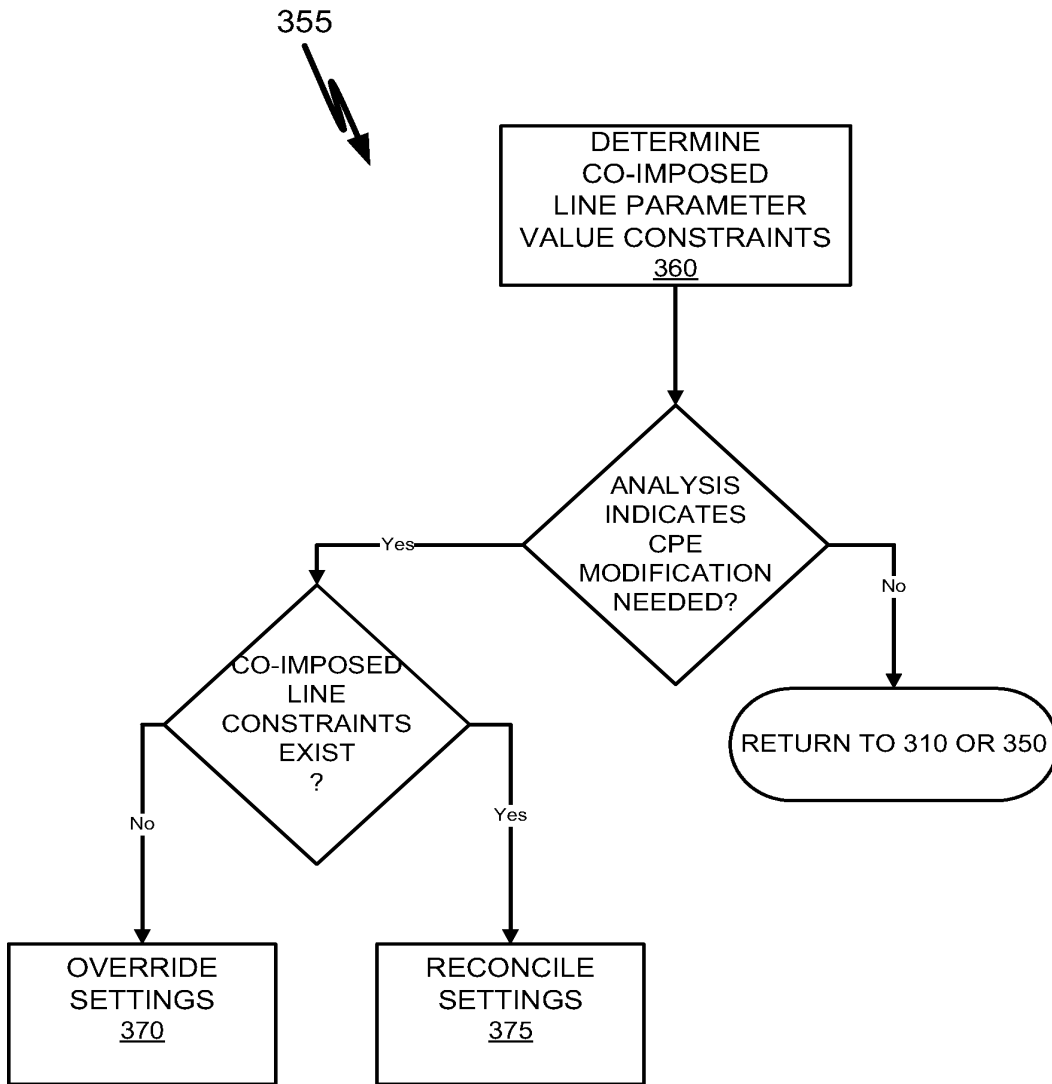 355
DETERMINE
CO-IMPOSED
LINE PARAMETER
VALUE CONSTRAINTS
360
ANALYSIS
INDICATES
CPE
MODIFICATION
NEEDED?
Yes
No
CO-IMPOSED
LINE
CONSTRAINTS
EXIST
?
RETURN TO 310 OR 350
No
Yes
OVERRIDE
SETTINGS
370
RECONCILE
SETTINGS
375